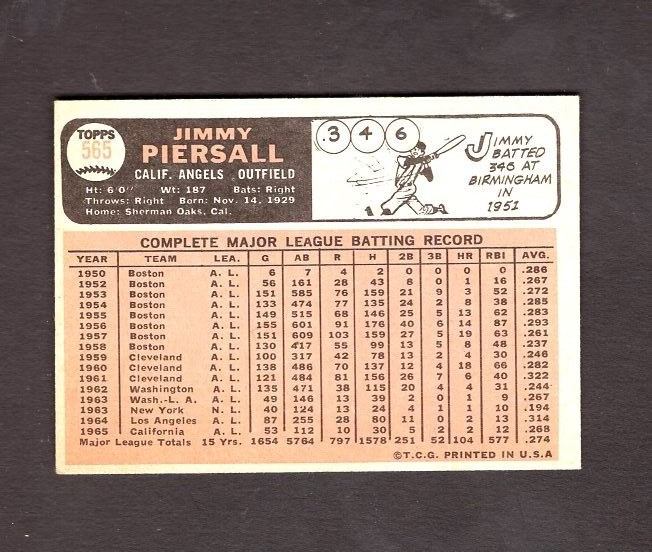 TOPPS
565
JIMMY
PIERSALL
CALIF. ANGELS OUTFIELD
Ht: 6'0" Wt: 187 Bats: Right
Throws: Right Born: Nov. 14, 1929
Home: Sherman Oaks, Cal.
.346
JIMMY
BATTED
346 AT
BIRMINGHAM
IN
1951
COMPLETE MAJOR LEAGUE BATTING RECORD
YEAR TEAM LEA. G AB R H 2B 3B HR RBI AVG.
1950 Boston A. L. 6 7 4 2 0 0 0 0 .286
1952 Boston A. L. 56 161 28 43 8 0 1 16 .267
1953 Boston A. L. 151 585 76 159 21 9 3 52 .272
1954 Boston A. L. 133 474 77 135 24 2 8 38 .285
1955 Boston A. L. 149 515 68 146 25 5 13 62 .283
1956 Boston A. L. 155 601 91 176 40 6 14 87 .293
1957 Boston A. L. 151 609 103 159 27 5 19 63 .261
1958 Boston A. L. 130 417 55 99 13 5 8 48 .237
1959 Cleveland A. L. 100 317 42 78 13 2 4 30 .246
1960 Cleveland A. L. 138 486 70 137 12 4 18 66 .282
1961 Cleveland A. L. 121 484 81 156 26 7 6 40 .322
1962 Washington A. L. 135 471 38 115 20 4 4 31 .244
1963 Wash.-L. A. A. L. 49 146 13 39 2 0 1 9 .267
1963 New York N. L. 40 124 13 24 4 1 1 10 .194
1964 Los Angeles A. L. 87 255 28 80 11 0 2 13 .314
1965 California A. L. 53 112 10 30 5 2 2 12 .268
Major League Totals 15 Yrs. 1654 5764 797 1578 251 52 104 577 .274
©T.C.G. PRINTED IN U.S.A